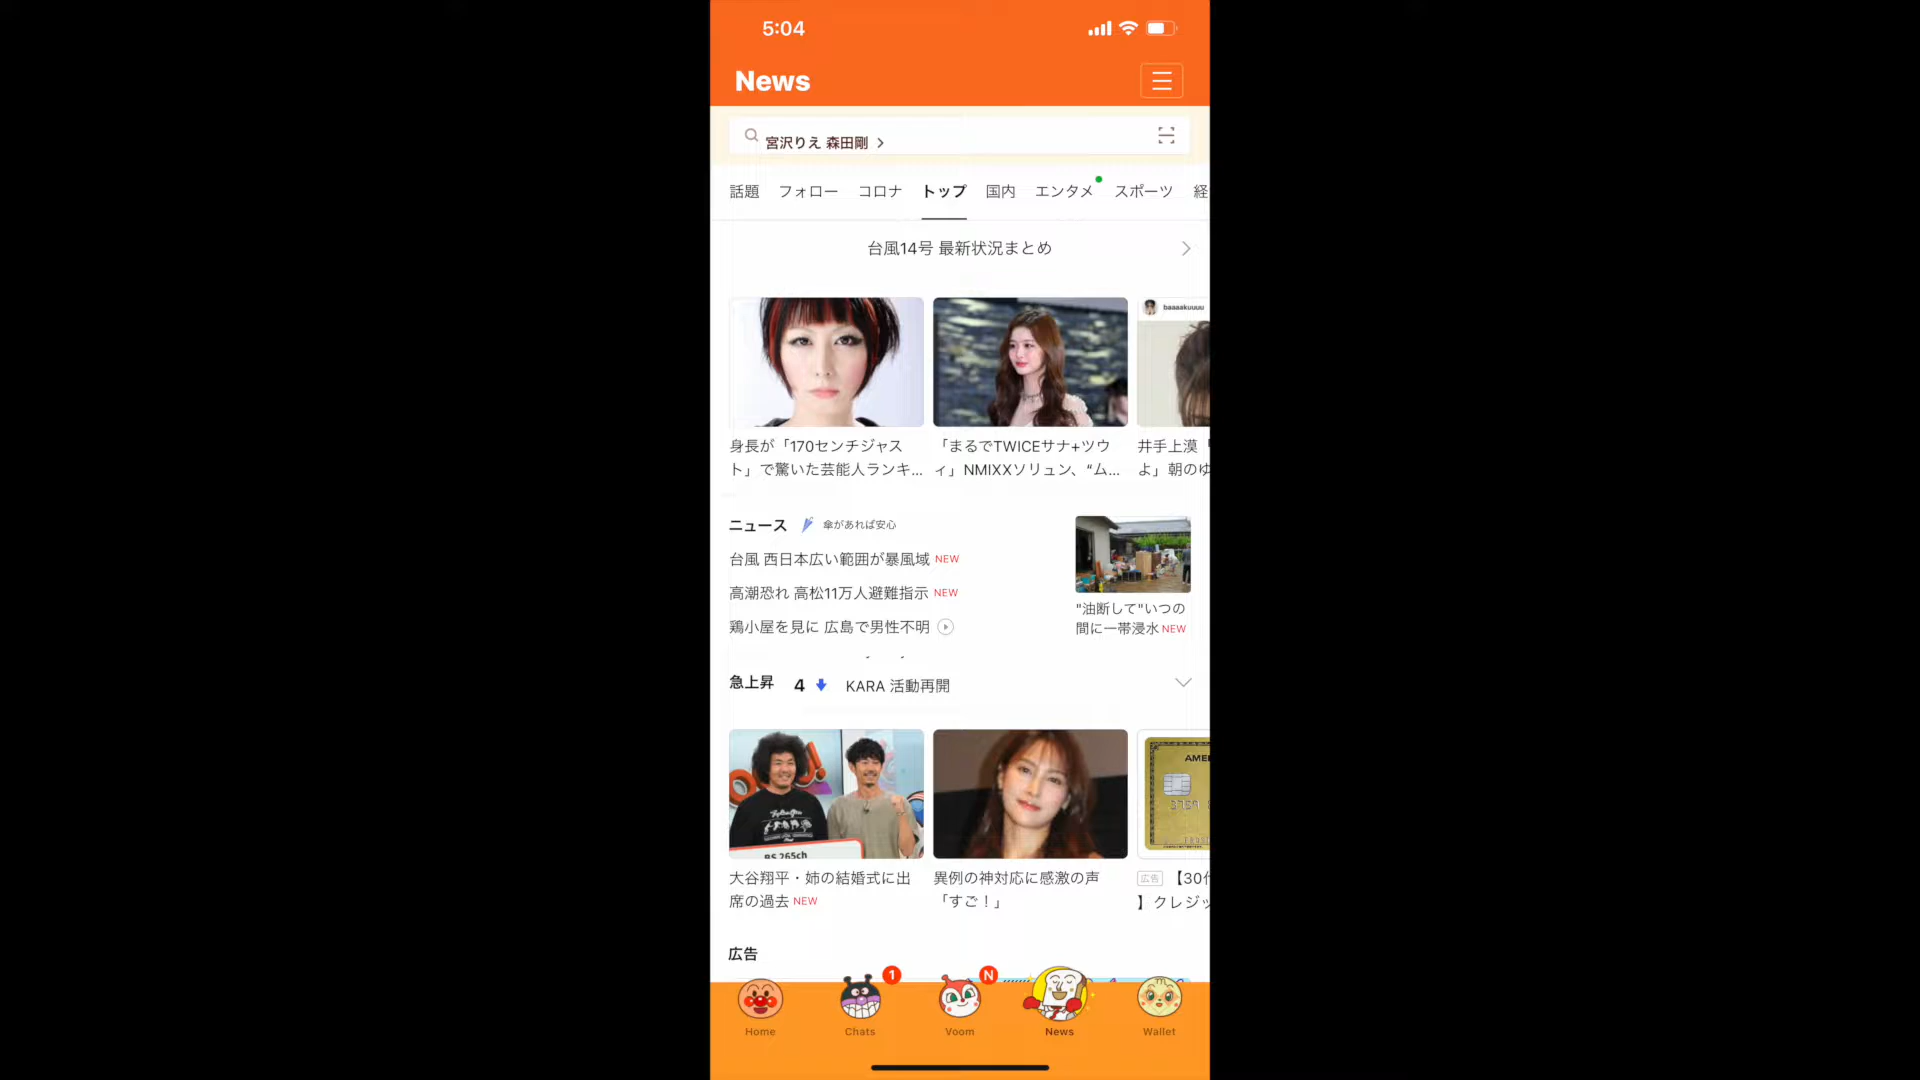 5:04
News
宮沢りえ 森田剛
話題 フォロー コロナ トップ 国内 エンタメ スポーツ 経
台風14号 最新状況まとめ
baaaakuuuu
身長が「170センチジャス
ト」で驚いた芸能人ランキ...
「まるでTWICEサナ+ツウ
ィ」NMIXXソリュン、“ム...
井手上漠「
よ」朝のゆ
ニュース 傘があれば安心
台風 西日本広い範囲が暴風域 NEW
高潮恐れ 高松11万人避難指示 NEW
鶏小屋を見に 広島で男性不明
"油断して"いつの
間に一帯浸水 NEW
急上昇 4 KARA 活動再開
BS 265ch
AME
大谷翔平・姉の結婚式に出
席の過去 NEW
異例の神対応に感激の声
「すご！」
広告 【30代
】クレジッ
広告
1
N
Home Chats Voom News Wallet